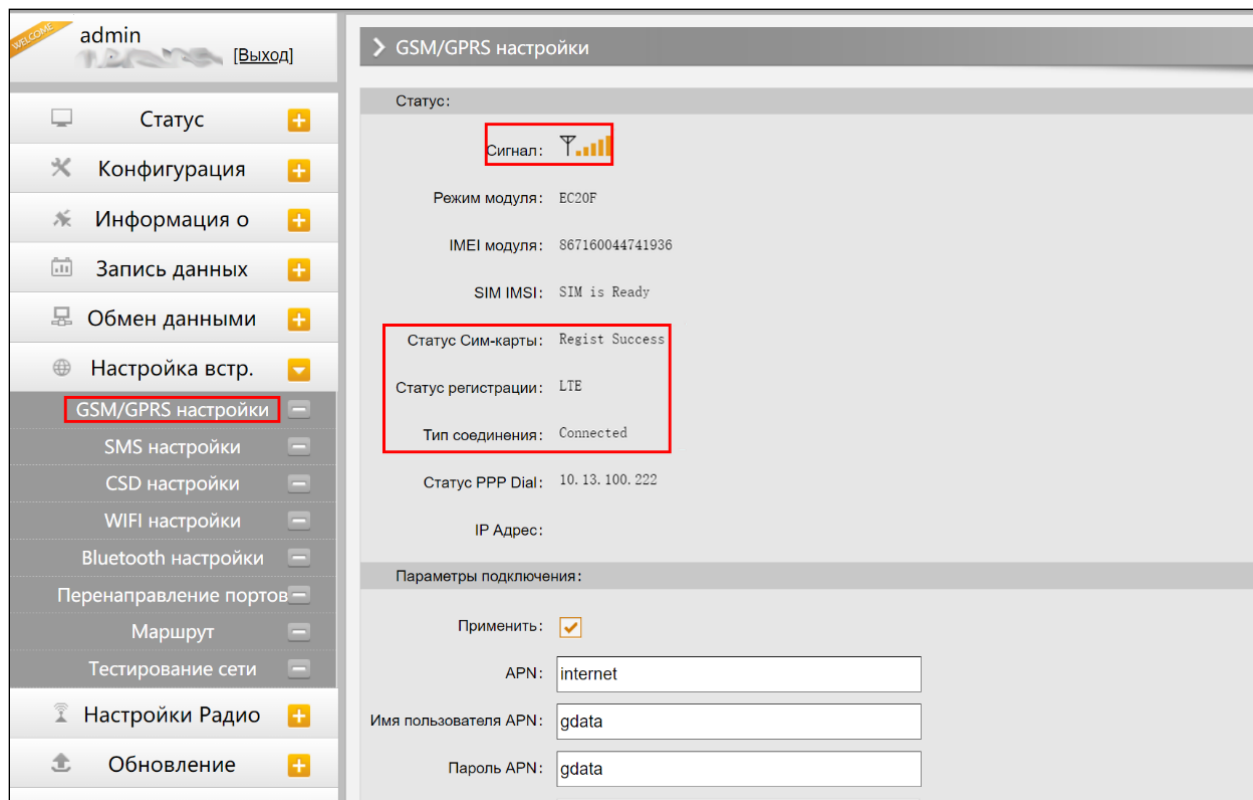 WELCOME
admin
[Выход]
Статус
Конфигурация
Информация о
Запись данных
Обмен данными
Настройка встр.
GSM/GPRS настройки
SMS настройки
CSD настройки
WIFI настройки
Bluetooth настройки
Перенаправление портов
Маршрут
Тестирование сети
Настройки Радио
Обновление
GSM/GPRS настройки
Статус:
Сигнал:
Режим модуля: EC20F
IMEI модуля: 867160044741936
SIM IMSI: SIM is Ready
Статус Сим-карты: Regist Success
Статус регистрации: LTE
Тип соединения: Connected
Статус PPP Dial: 10.13.100.222
IP Адрес:
Параметры подключения:
Применить:
APN: internet
Имя пользователя APN: gdata
Пароль APN: gdata